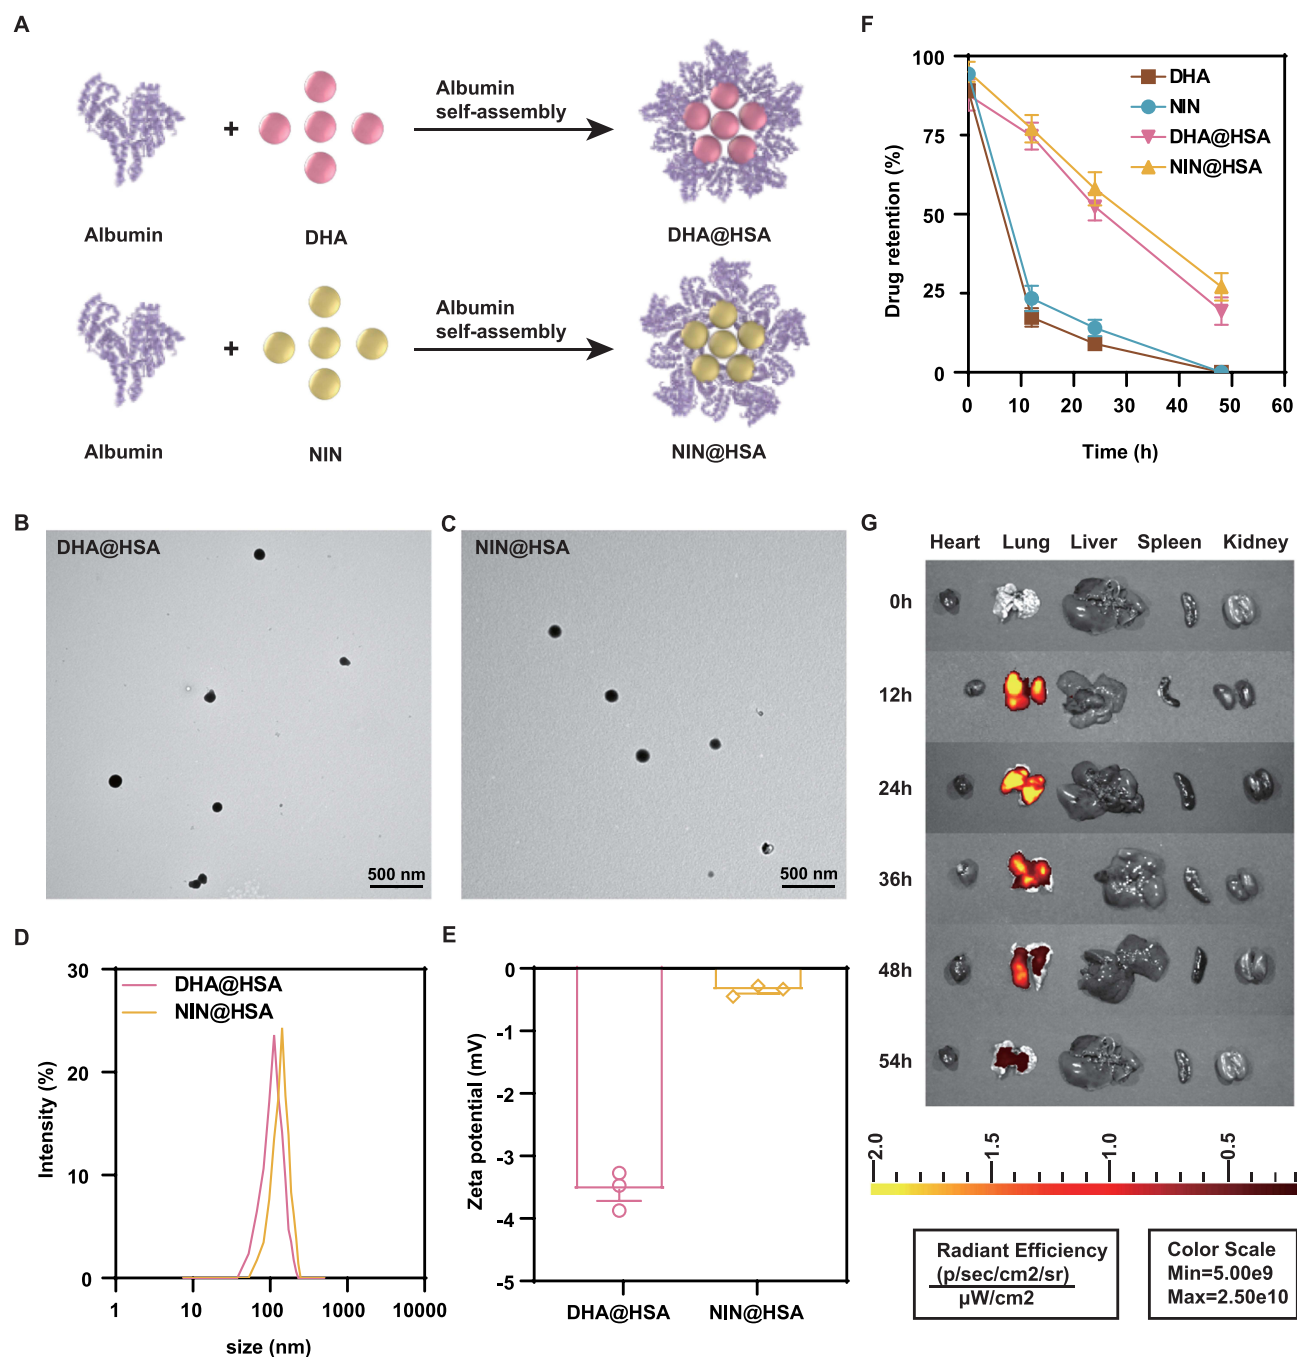 A
Albumin
+
DHA
Albumin
self-assembly
DHA@HSA
Albumin
+
NIN
Albumin
self-assembly
NIN@HSA
B
DHA@HSA
500 nm
C
NIN@HSA
500 nm
D
30
20
10
0
Intensity (%)
DHA@HSA
NIN@HSA
1
10
100
1000
10000
size (nm)
E
0
-1
-2
-3
-4
-5
Zeta potential (mV)
DHA@HSA
NIN@HSA
F
100
75
50
25
0
Drug retention (%)
DHA
NIN
DHA@HSA
NIN@HSA
0
10
20
30
40
50
60
Time (h)
G
Heart Lung Liver Spleen Kidney
0h
12h
24h
36h
48h
54h
2.0
1.5
1.0
0.5
Radiant Efficiency
(p/sec/cm2/sr)
µW/cm2
Color Scale
Min=5.00e9
Max=2.50e10